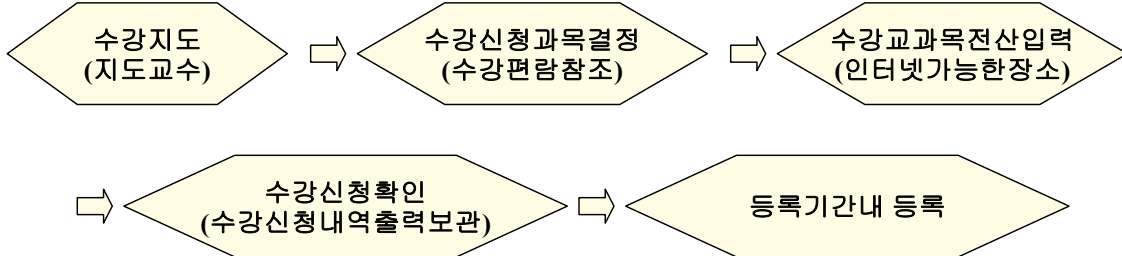 수강지도
(지도교수)
수강신청과목결정
(수강편람참조)
수강교과목전산입력
(인터넷가능한장소)
수강신청확인
(수강신청내역출력보관)
등록기간내 등록